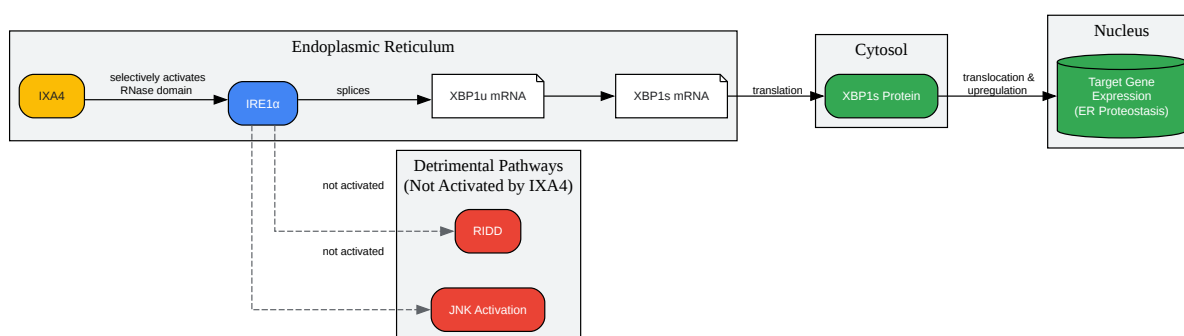 Endoplasmic Reticulum
IXA4
selectively activates
RNase domain
IRE1α
splices
XBP1u mRNA
XBP1s mRNA
translation
Cytosol
XBP1s Protein
translocation &
upregulation
Nucleus
Target Gene
Expression
(ER Proteostasis)
Detrimental Pathways
(Not Activated by IXA4)
not activated
RIDD
not activated
JNK Activation